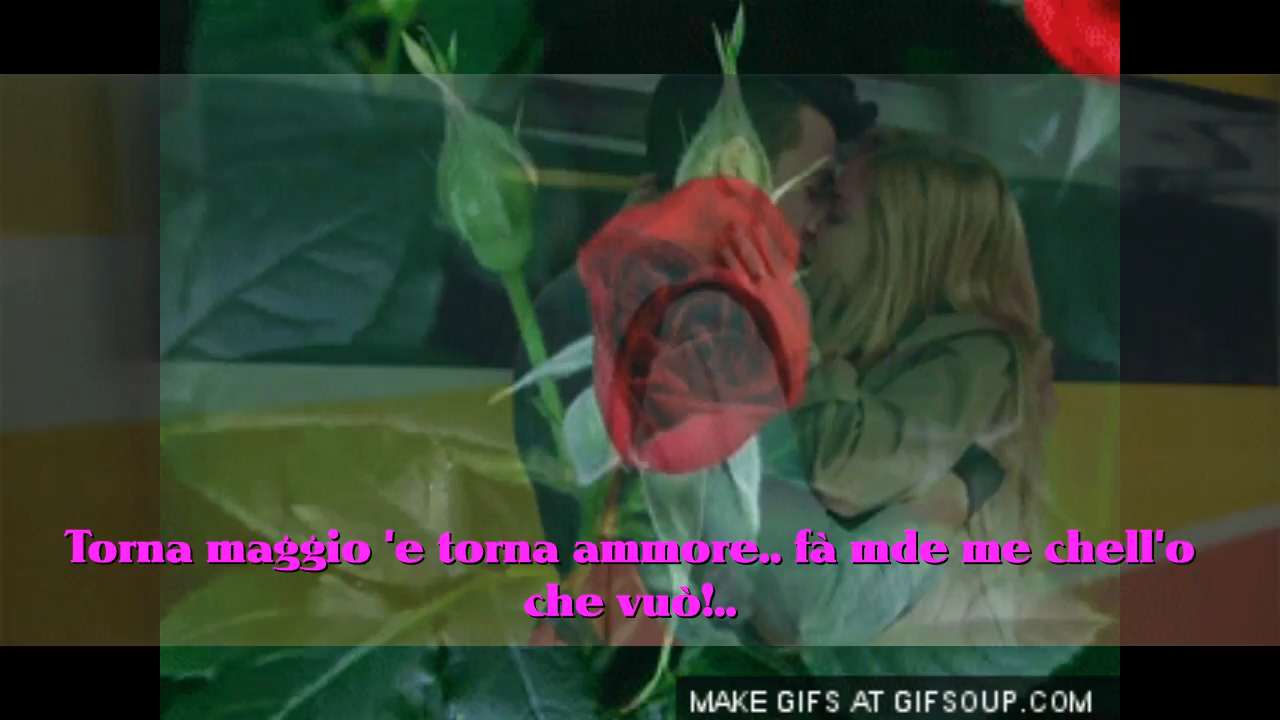 Torna maggio 'e torna ammore.. fà mde me chell'o
che vuò!..
MAKE GIFS AT GIFSOUP.COM